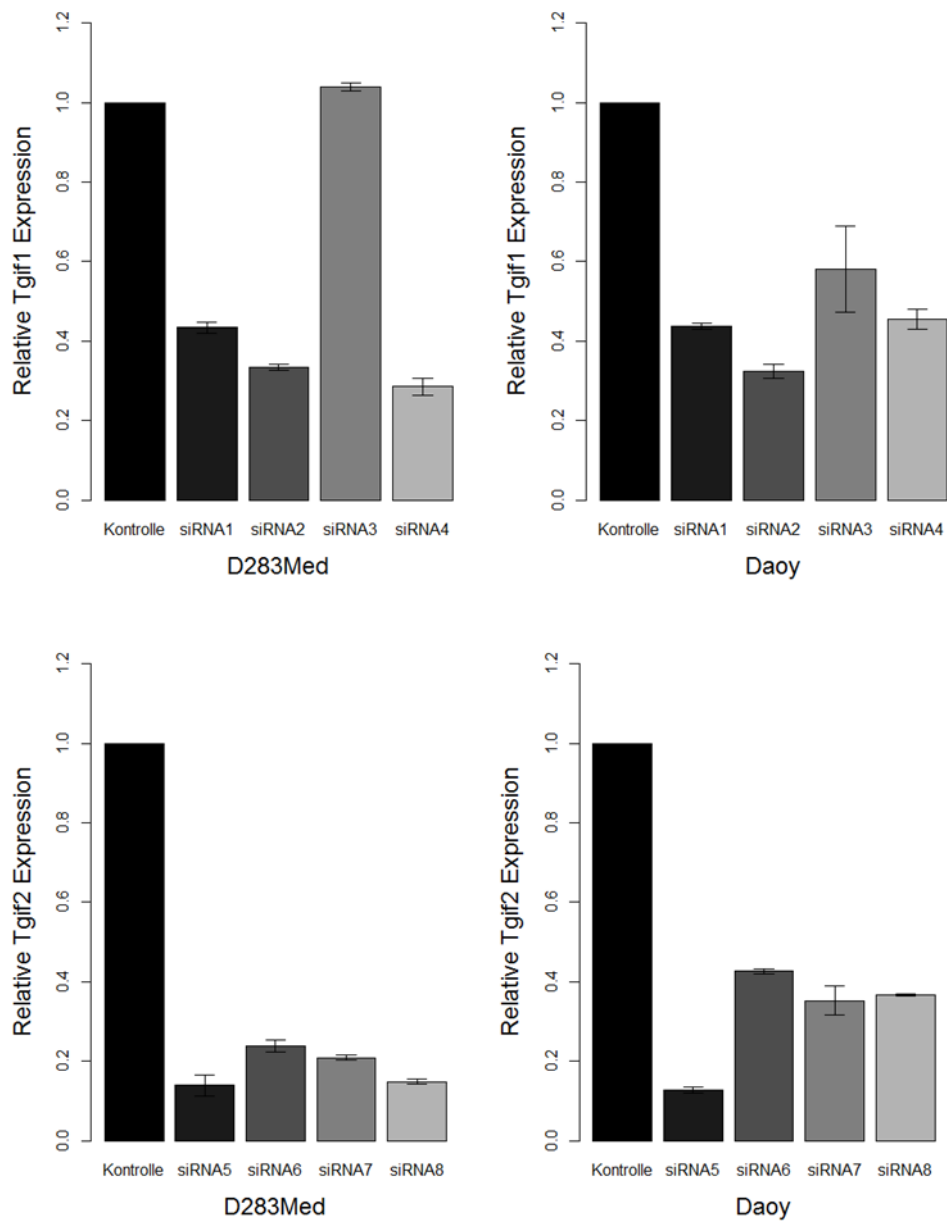 Relative Tgif1 Expression
1.2
1.0
0.8
0.6
0.4
0.2
0.0
Kontrolle siRNA1 siRNA2 siRNA3 siRNA4
D283Med
Relative Tgif1 Expression
1.2
1.0
0.8
0.6
0.4
0.2
0.0
Kontrolle siRNA1 siRNA2 siRNA3 siRNA4
Daoy
Relative Tgif2 Expression
1.2
1.0
0.8
0.6
0.4
0.2
0.0
Kontrolle siRNA5 siRNA6 siRNA7 siRNA8
D283Med
Relative Tgif2 Expression
1.2
1.0
0.8
0.6
0.4
0.2
0.0
Kontrolle siRNA5 siRNA6 siRNA7 siRNA8
Daoy